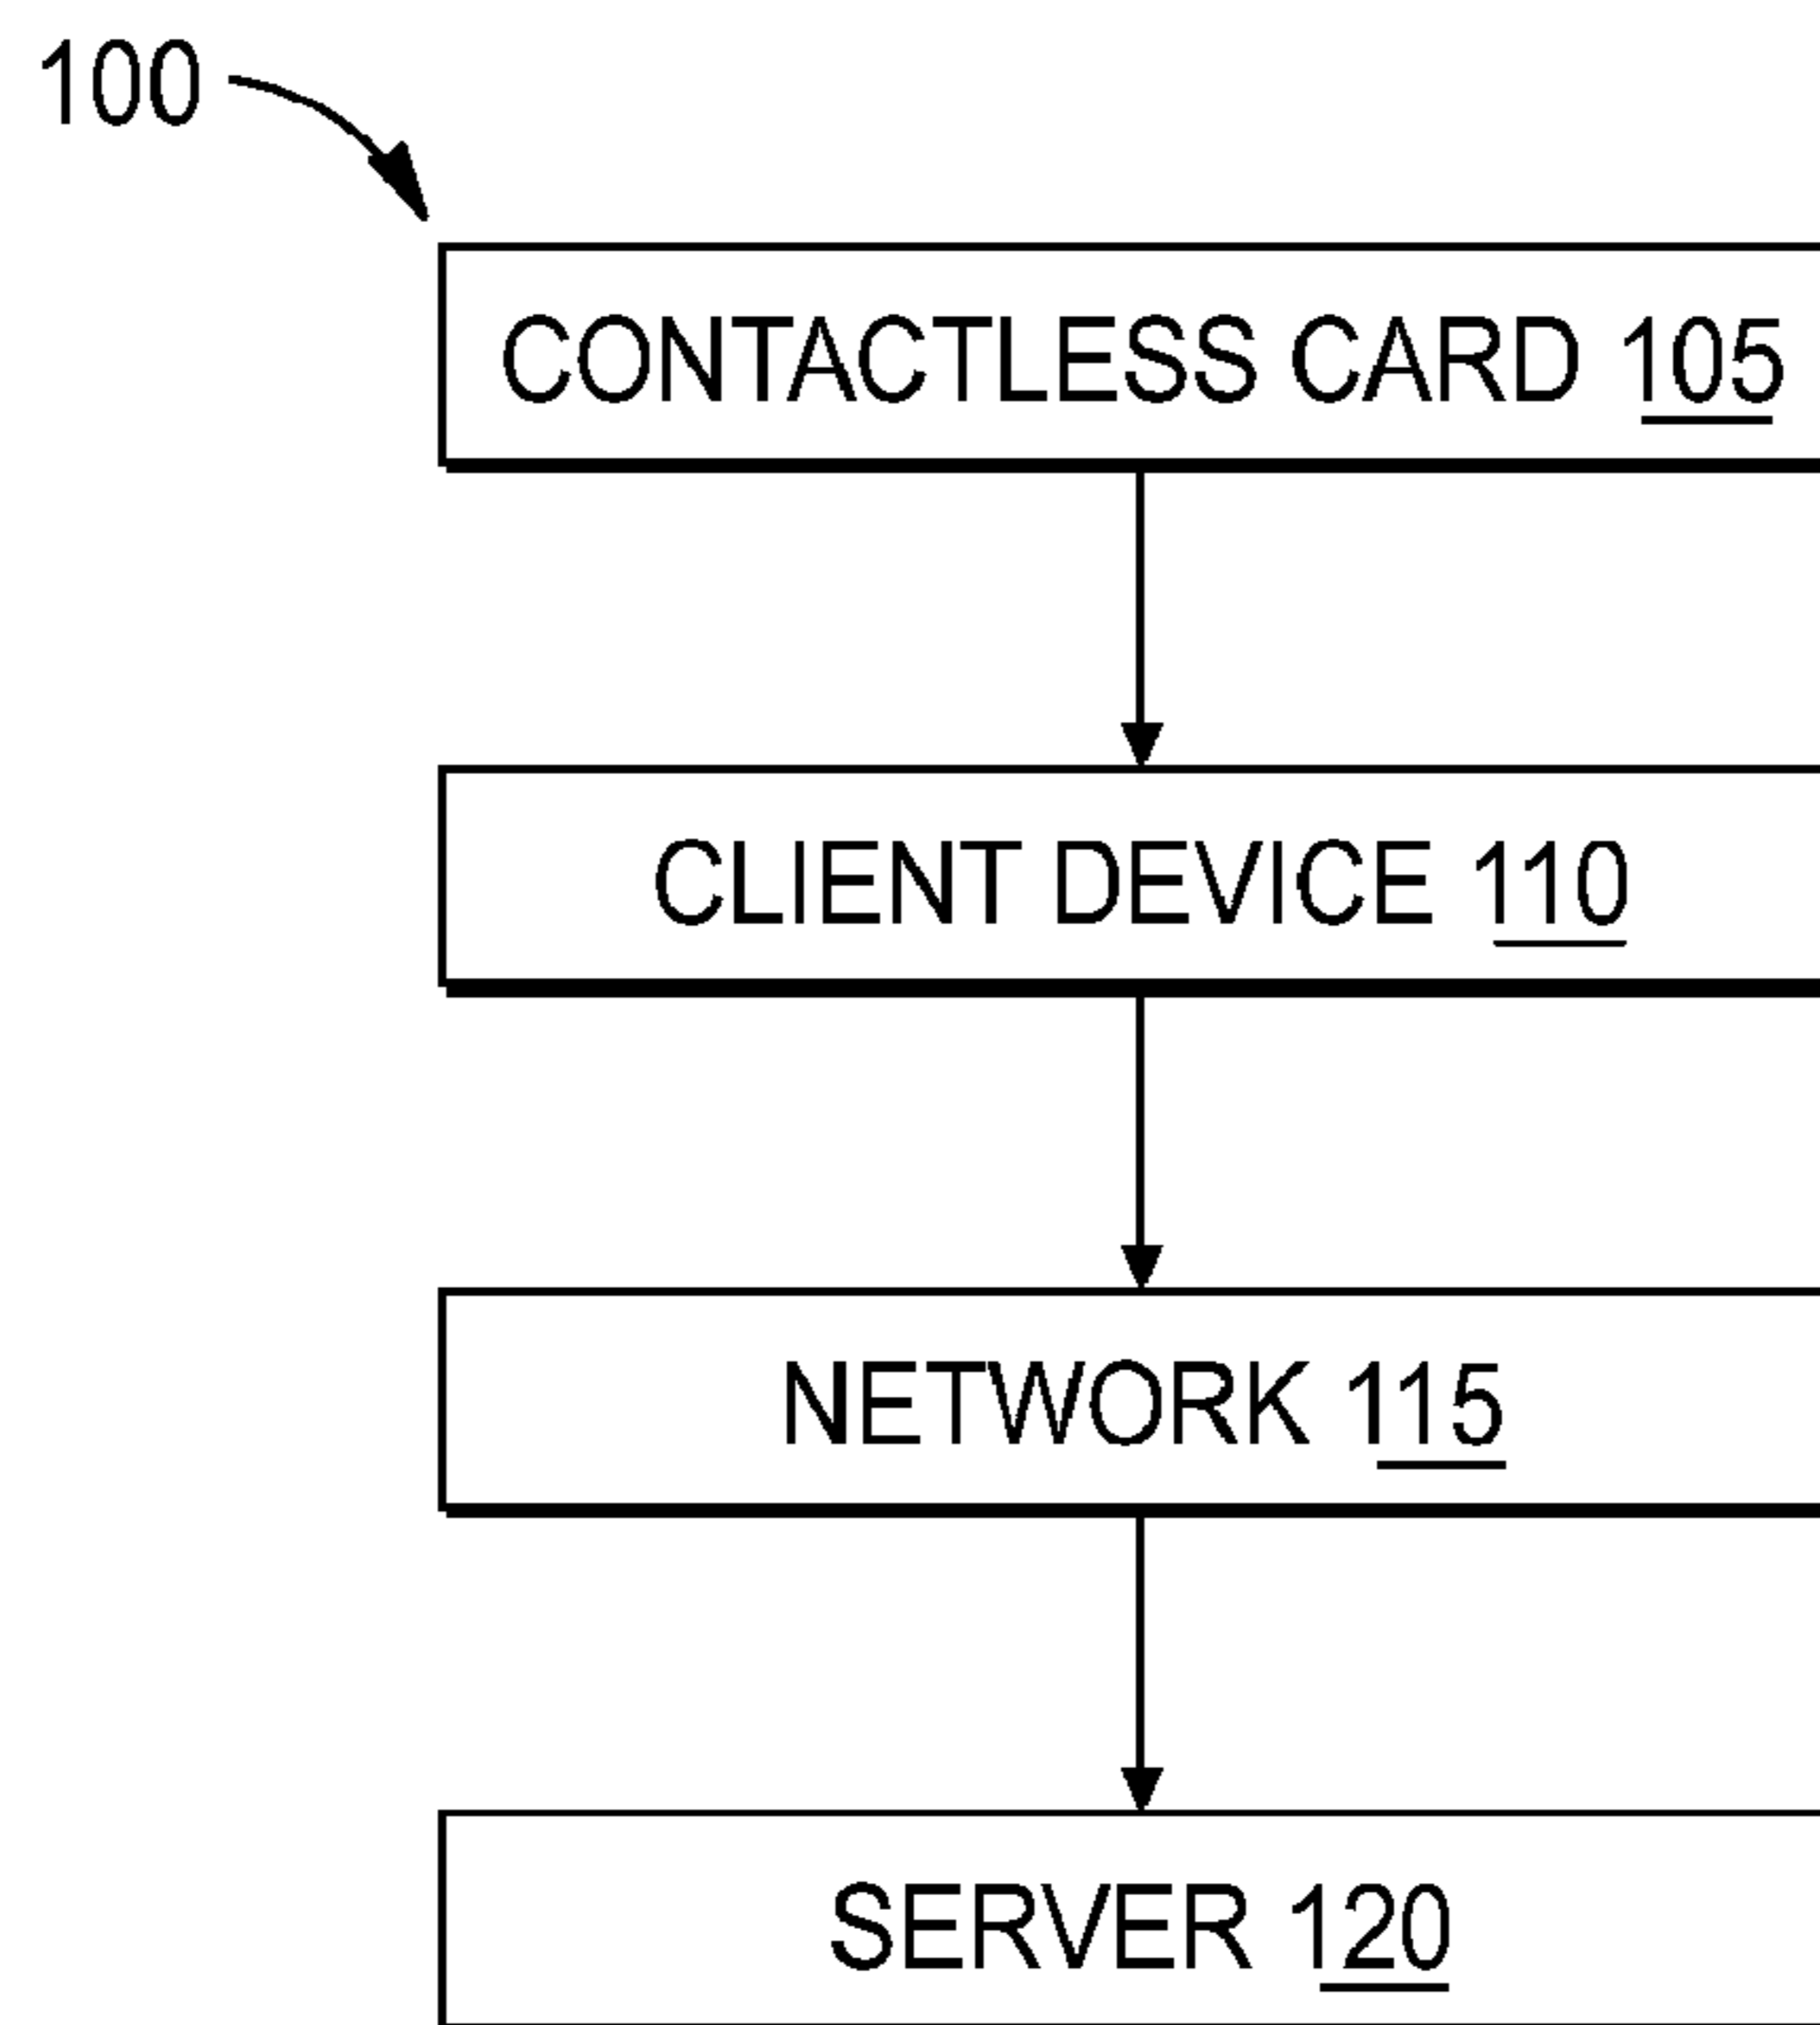 100
CONTACTLESS CARD 105
CLIENT DEVICE 110
NETWORK 115
SERVER 120